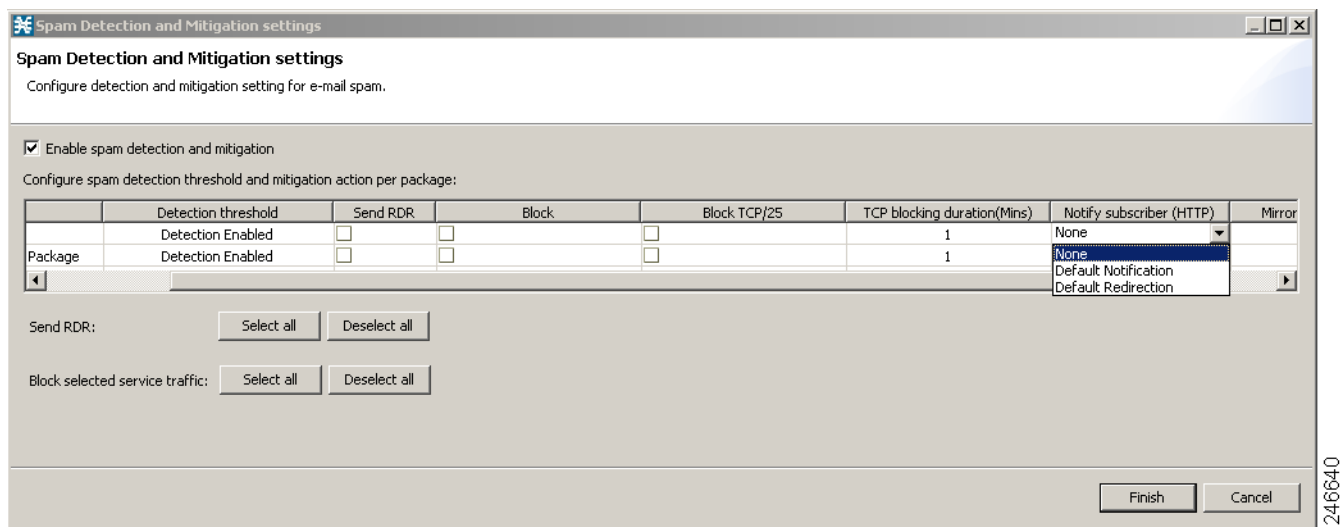 Spam Detection and Mitigation settings
Spam Detection and Mitigation settings
Configure detection and mitigation setting for e-mail spam.
Enable spam detection and mitigation
Configure spam detection threshold and mitigation action per package:
Detection threshold Send RDR Block Block TCP/25 TCP blocking duration(Mins) Notify subscriber (HTTP) Mirror
Detection Enabled 1 None
Package Detection Enabled 1 None
Default Notification
Default Redirection
Send RDR: Select all Deselect all
Block selected service traffic: Select all Deselect all
Finish Cancel
246640